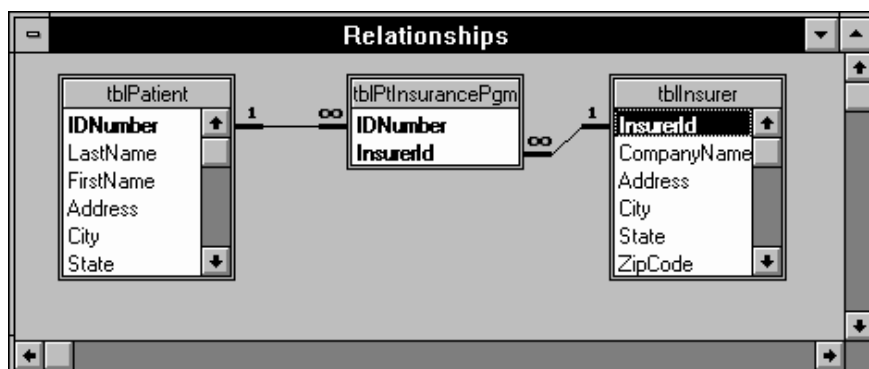 Relationships
tblPatient
IDNumber
LastName
FirstName
Address
City
State
1
∞
tblPtInsurancePgm
IDNumber
InsurerId
∞
1
tblInsurer
InsurerId
CompanyName
Address
City
State
ZipCode